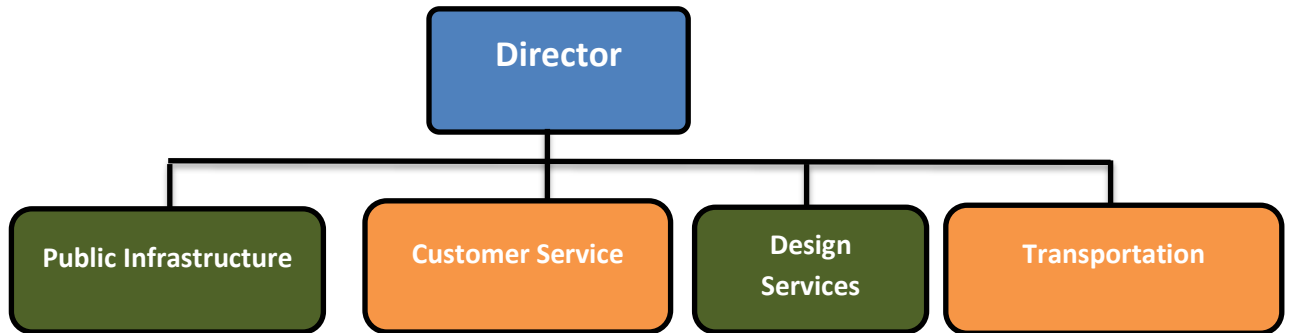 Director
Public Infrastructure
Customer Service
Design
Services
Transportation